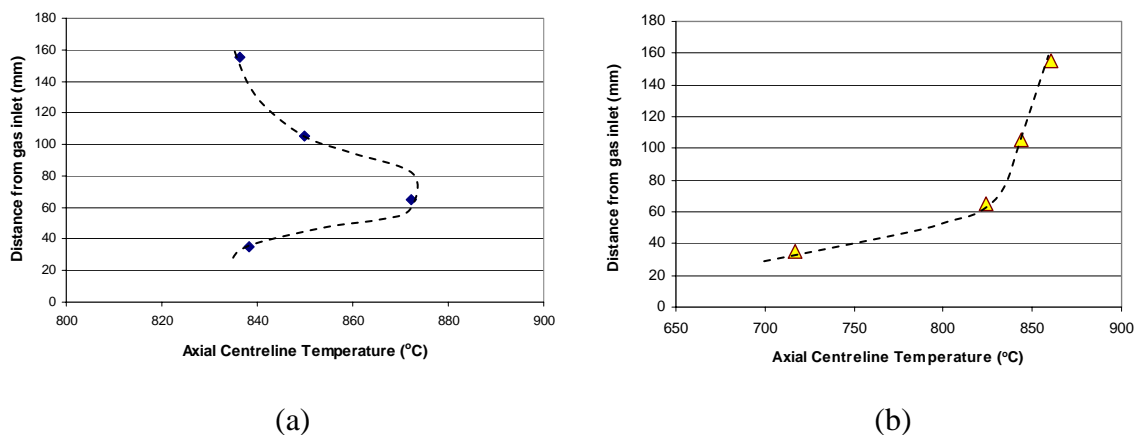 180
160
140
120
100
80
60
40
20
0
Distance from gas inlet (mm)
800 820 840 860 880 900
Axial Centreline Temperature (°C)
(a)
180
160
140
120
100
80
60
40
20
0
Distance from gas inlet (mm)
650 700 750 800 850 900
Axial Centreline Temperature (°C)
(b)